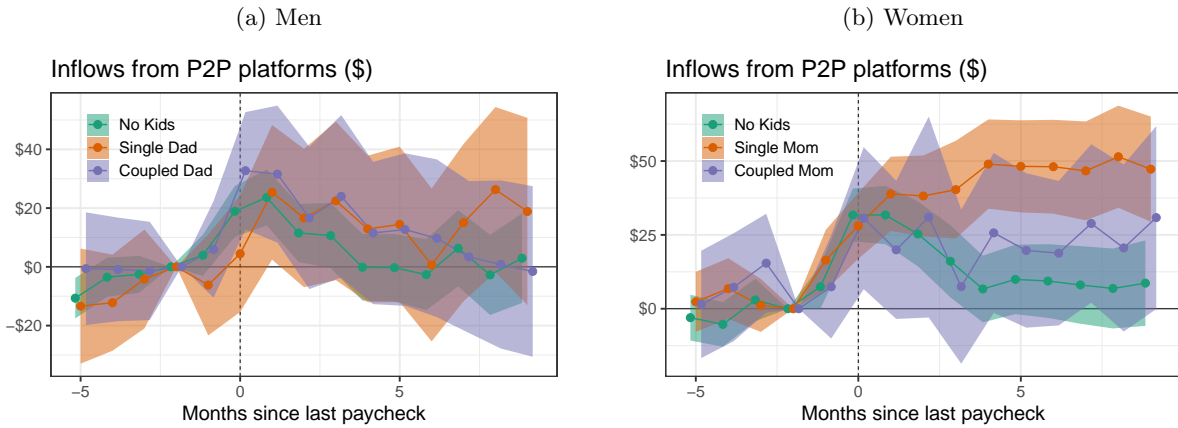 (a) Men
Inflows from P2P platforms ($)
No Kids
Single Dad
Coupled Dad
$40
$20
$0
−$20
−5
0
5
Months since last paycheck
(b) Women
Inflows from P2P platforms ($)
No Kids
Single Mom
Coupled Mom
$50
$25
$0
−5
0
5
Months since last paycheck